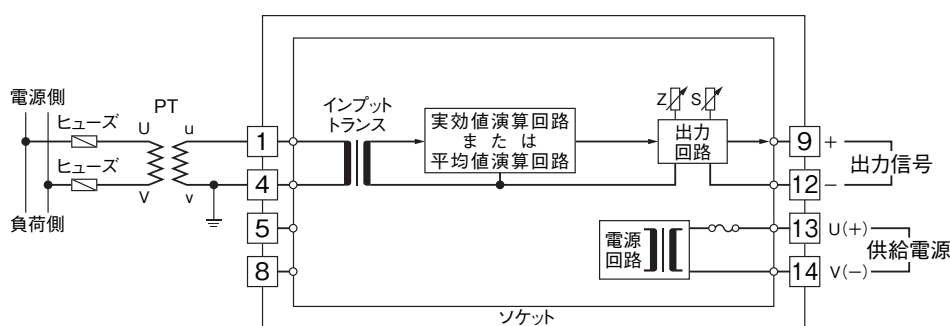 電源側
ヒューズ
ヒューズ
負荷側
PT
U
u
V
v
1
4
5
8
インプット
トランス
実効値演算回路
または
平均値演算回路
Z
S
出力
回路
電源
回路
9
+
12
−
出力信号
13
U(+)
14
V(−)
供給電源
ソケット